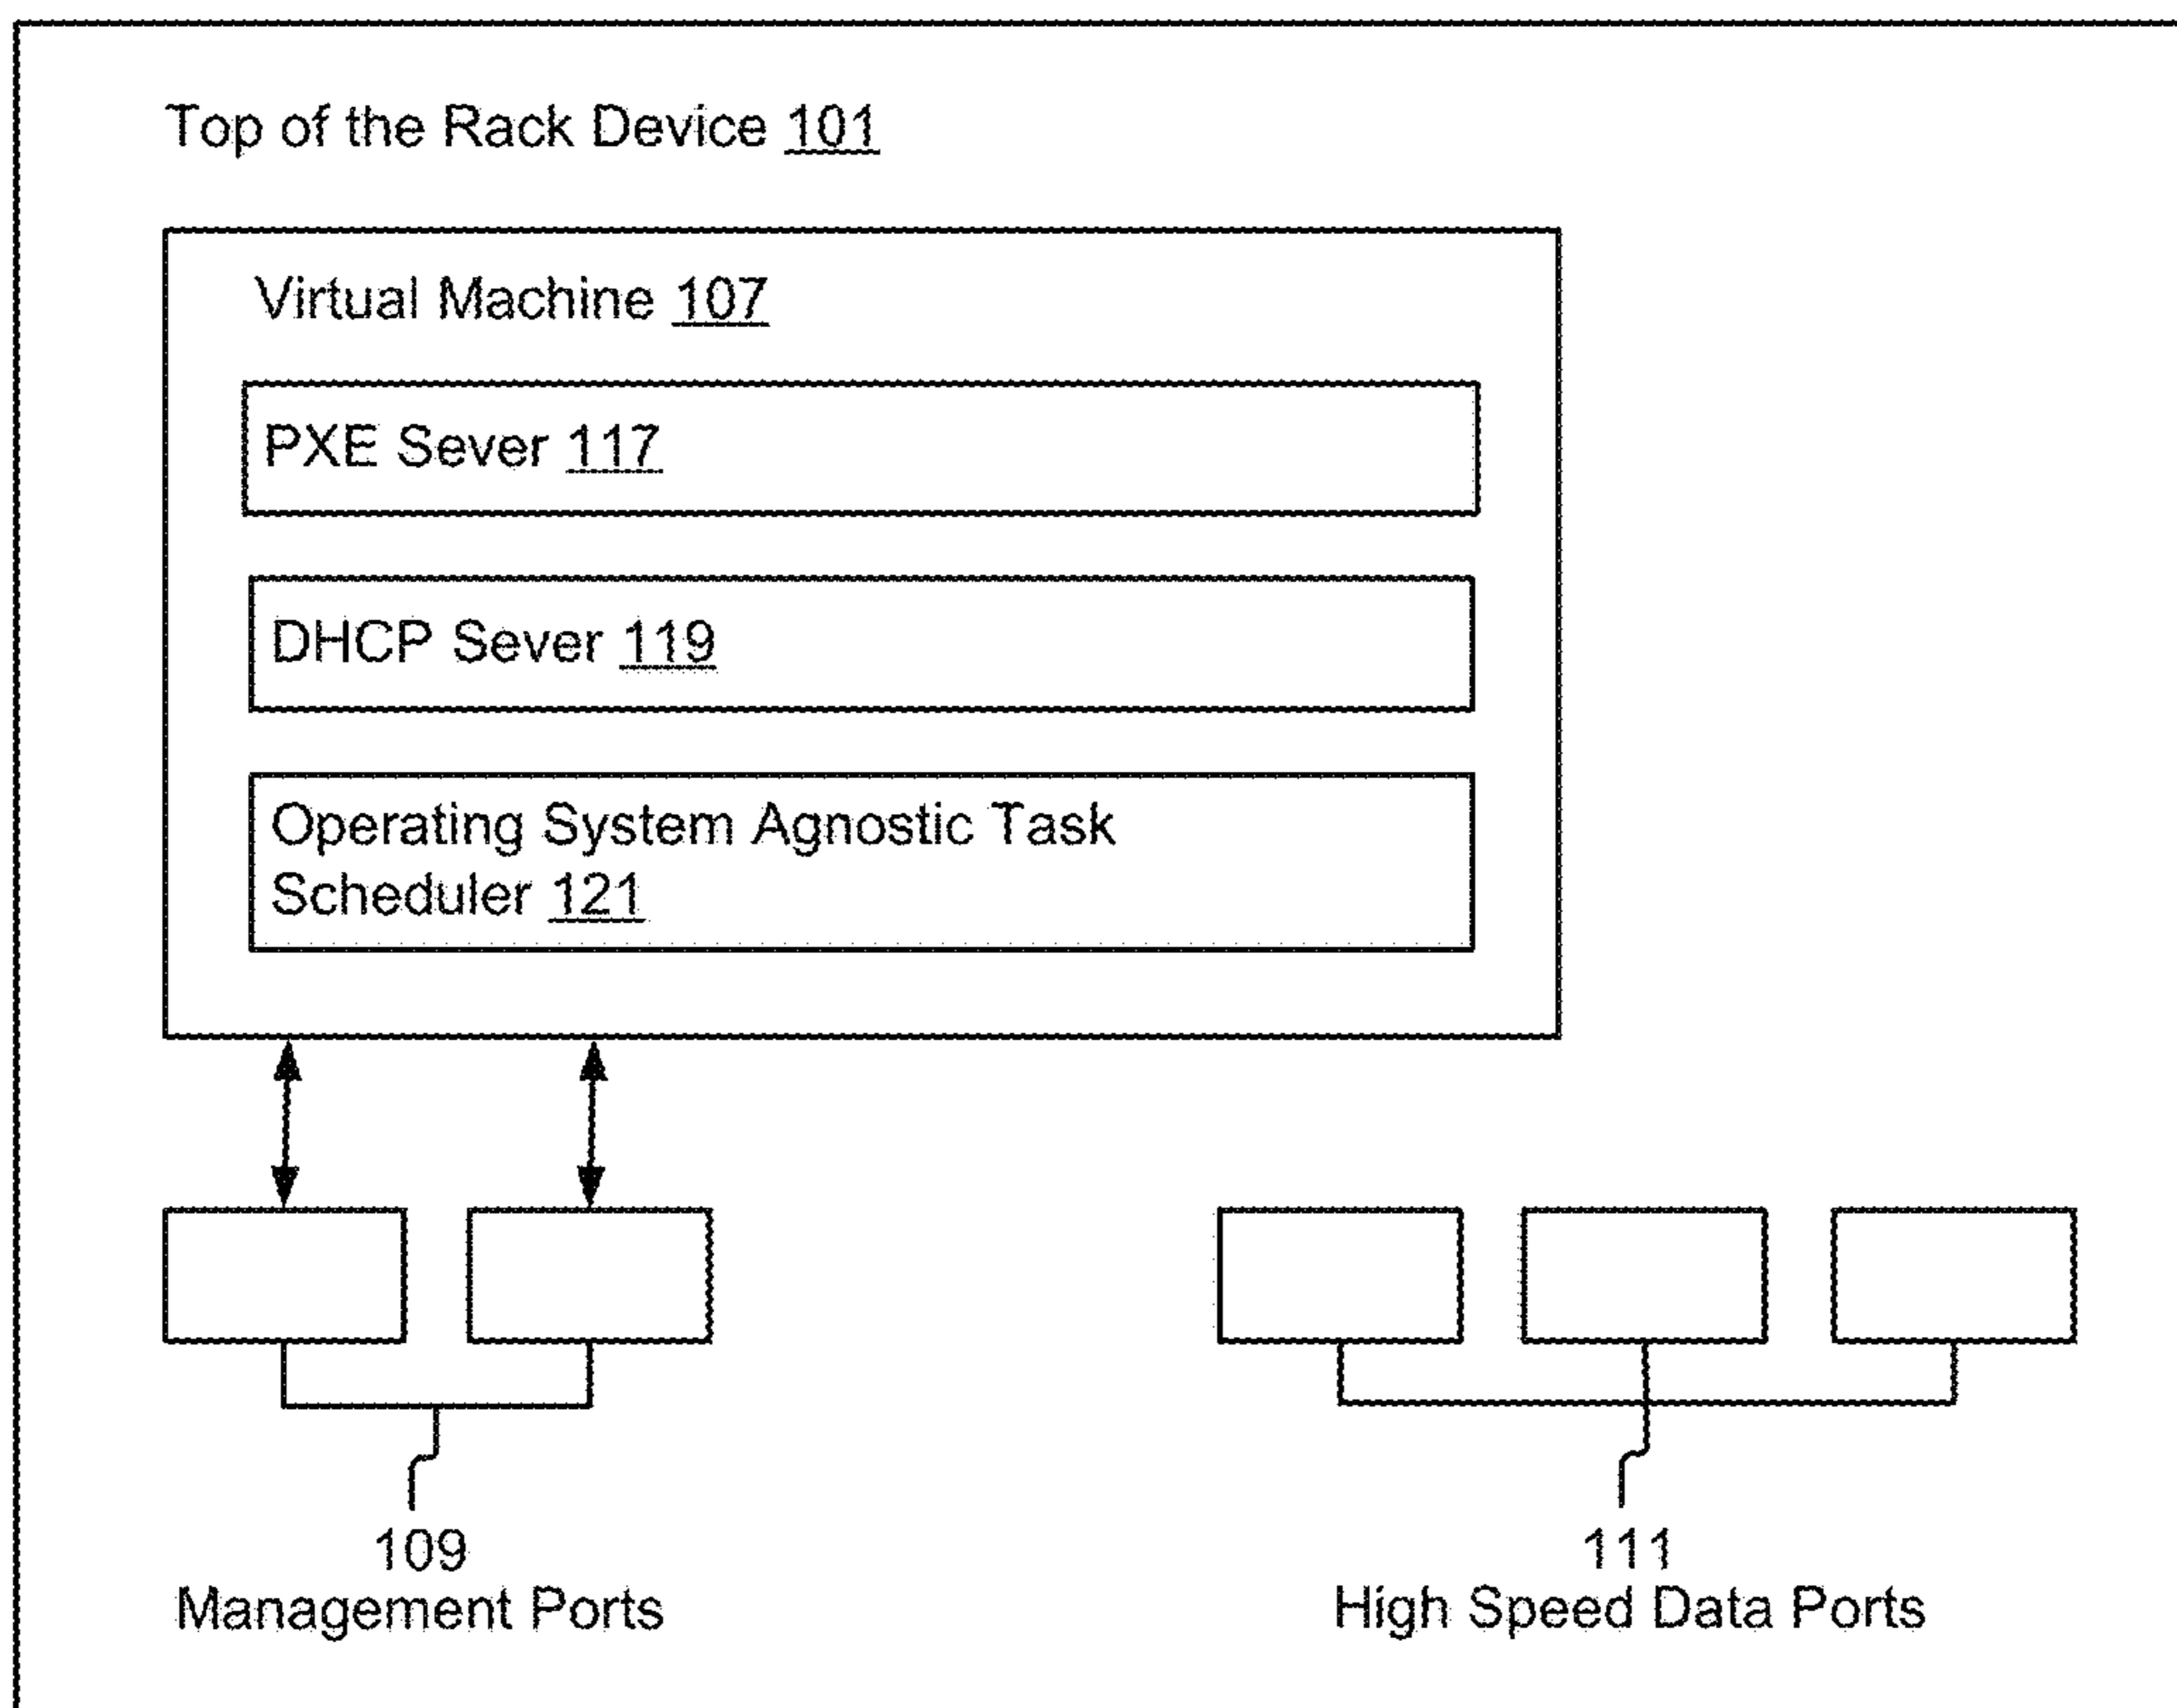 Top of the Rack Device 101
Virtual Machine 107
PXE Sever 117
DHCP Sever 119
Operating System Agnostic Task
Scheduler 121
109
Management Ports
111
High Speed Data Ports